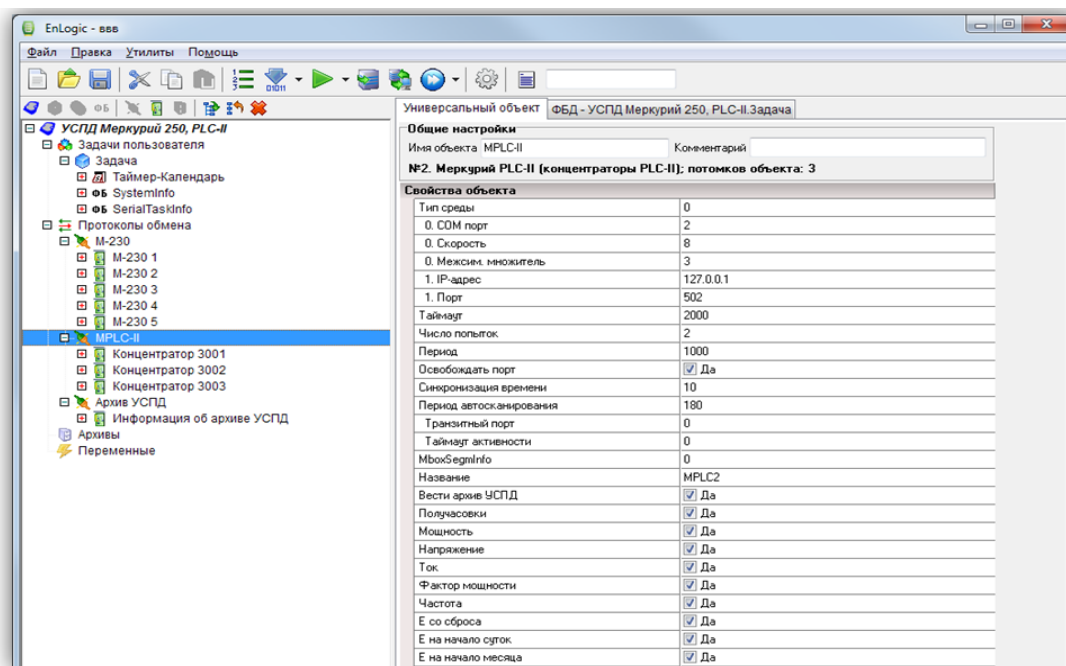 EnLogic - ввв
Файл Правка Утилиты Помощь
Универсальный объект ФБД - УСПД Меркурий 250, PLC-II.Задача
УСПД Меркурий 250, PLC-II
Задачи пользователя
Задача
Таймер-Календарь
ФБ SystemInfo
ФБ SerialTaskInfo
Протоколы обмена
М-230
М-230 1
М-230 2
М-230 3
М-230 4
М-230 5
MPLC-II
Концентратор 3001
Концентратор 3002
Концентратор 3003
Архив УСПД
Информация об архиве УСПД
Архивы
Переменные
Общие настройки
Имя объекта MPLC-II Комментарий
№2. Меркурий PLC-II (концентраторы PLC-II); потомков объекта: 3
Свойства объекта
Тип среды 0
0. COM порт 2
0. Скорость 8
0. Межсим. множитель 3
1. IP-адрес 127.0.0.1
1. Порт 502
Таймаут 2000
Число попыток 2
Период 1000
Освобождать порт Да
Синхронизация времени 10
Период автосканирования 180
Транзитный порт 0
Таймаут активности 0
MboxSegmInfo 0
Название MPLC2
Вести архив УСПД Да
Получасовки Да
Мощность Да
Напряжение Да
Ток Да
Фактор мощности Да
Частота Да
Е со сброса Да
Е на начало суток Да
Е на начало месяца Да